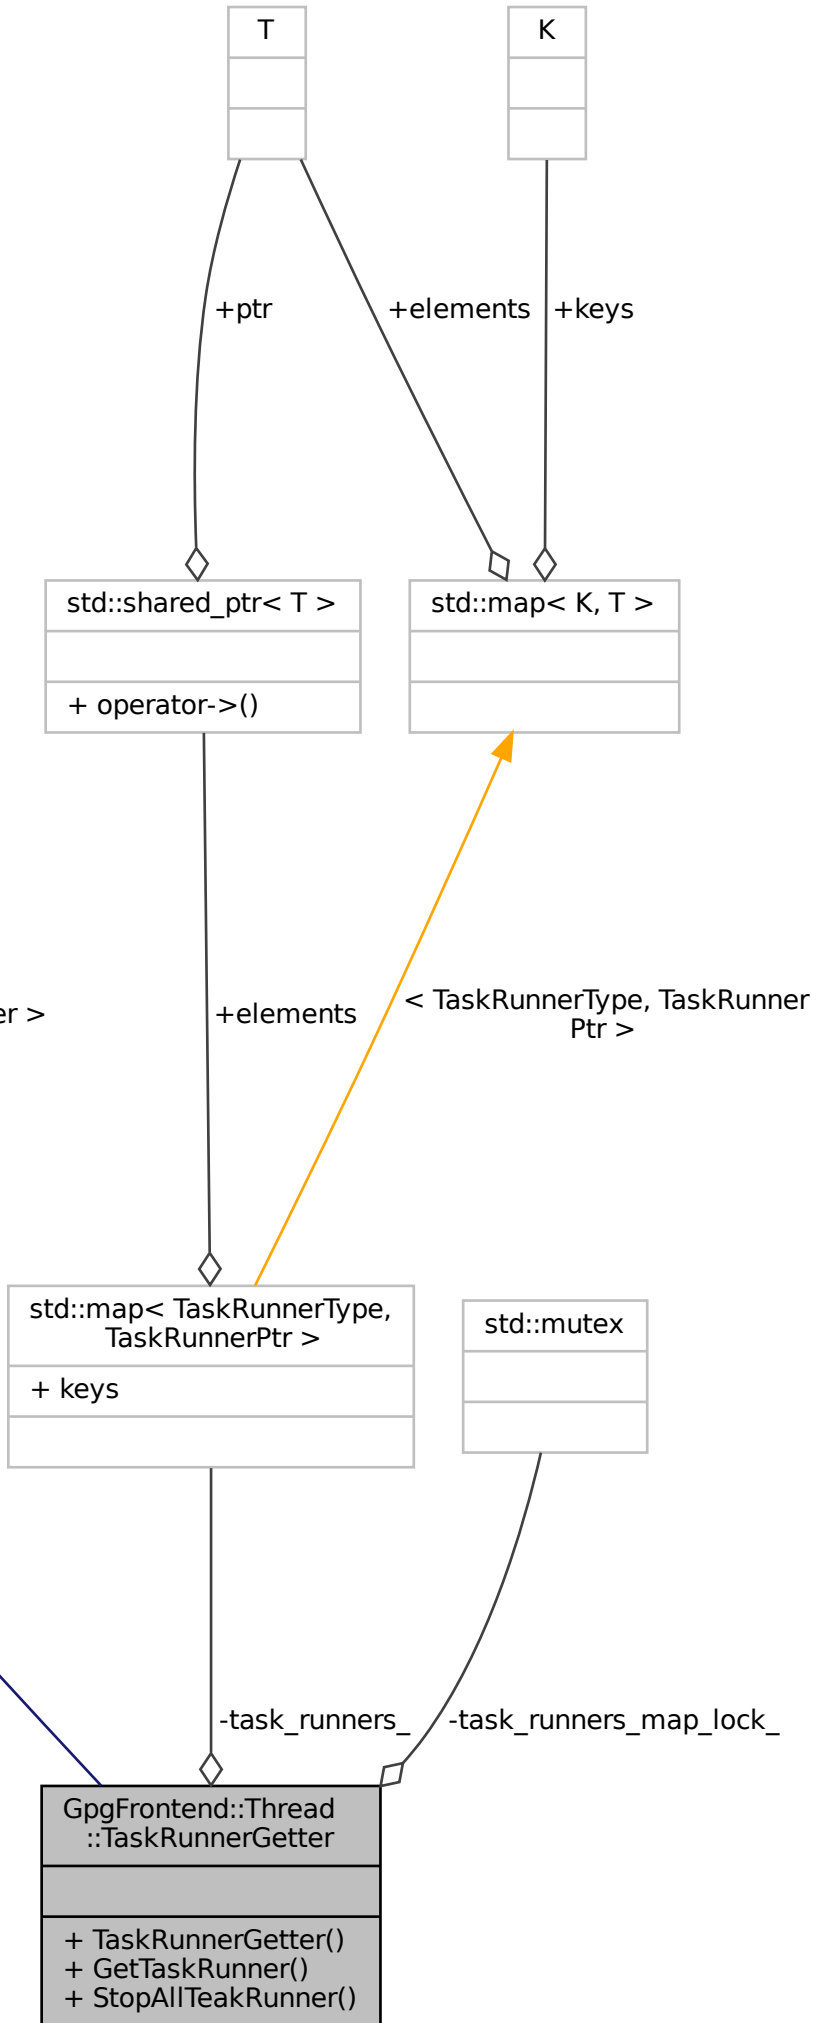 T
K
+ptr
+elements
+keys
std::shared_ptr< T >
+ operator->()
std::map< K, T >
er >
+elements
< TaskRunnerType, TaskRunner
Ptr >
std::map< TaskRunnerType,
TaskRunnerPtr >
+ keys
std::mutex
-task_runners_
-task_runners_map_lock_
GpgFrontend::Thread
::TaskRunnerGetter
+ TaskRunnerGetter()
+ GetTaskRunner()
+ StopAllTeakRunner()